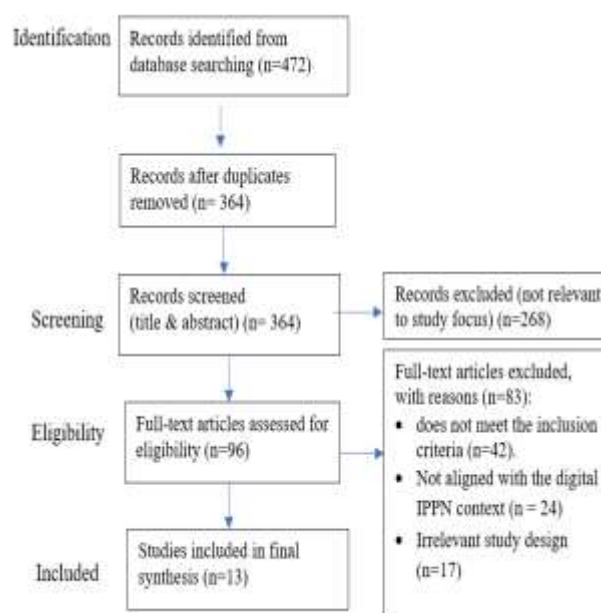 Identification
Records identified from
database searching (n=472)
Records after duplicates
removed (n= 364)
Screening
Records screened
(title & abstract) (n= 364)
Records excluded (not relevant
to study focus) (n=268)
Eligibility
Full-text articles assessed for
eligibility (n=96)
Full-text articles excluded,
with reasons (n=83):
• does not meet the inclusion
criteria (n=42).
• Not aligned with the digital
IPPN context (n = 24)
• Irrelevant study design
(n=17)
Included
Studies included in final
synthesis (n=13)